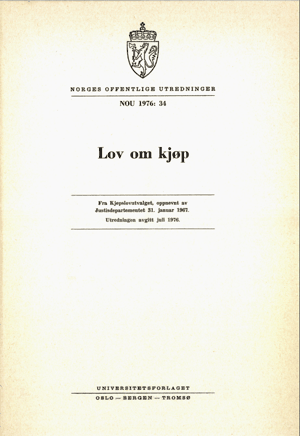 NORGES OFFENTLIGE UTREDNINGER
NOU 1976: 34
Lov om kjøp
Fra Kjøpslovutvalget, oppnevnt av
Justisdepartementet 31. januar 1967.
Utredningen avgitt juli 1976.
UNIVERSITETSFORLAGET
OSLO — BERGEN — TROMSØ